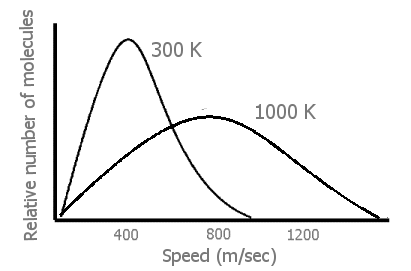 Relative number of molecules
300 K
1000 K
400 800 1200
Speed (m/sec)